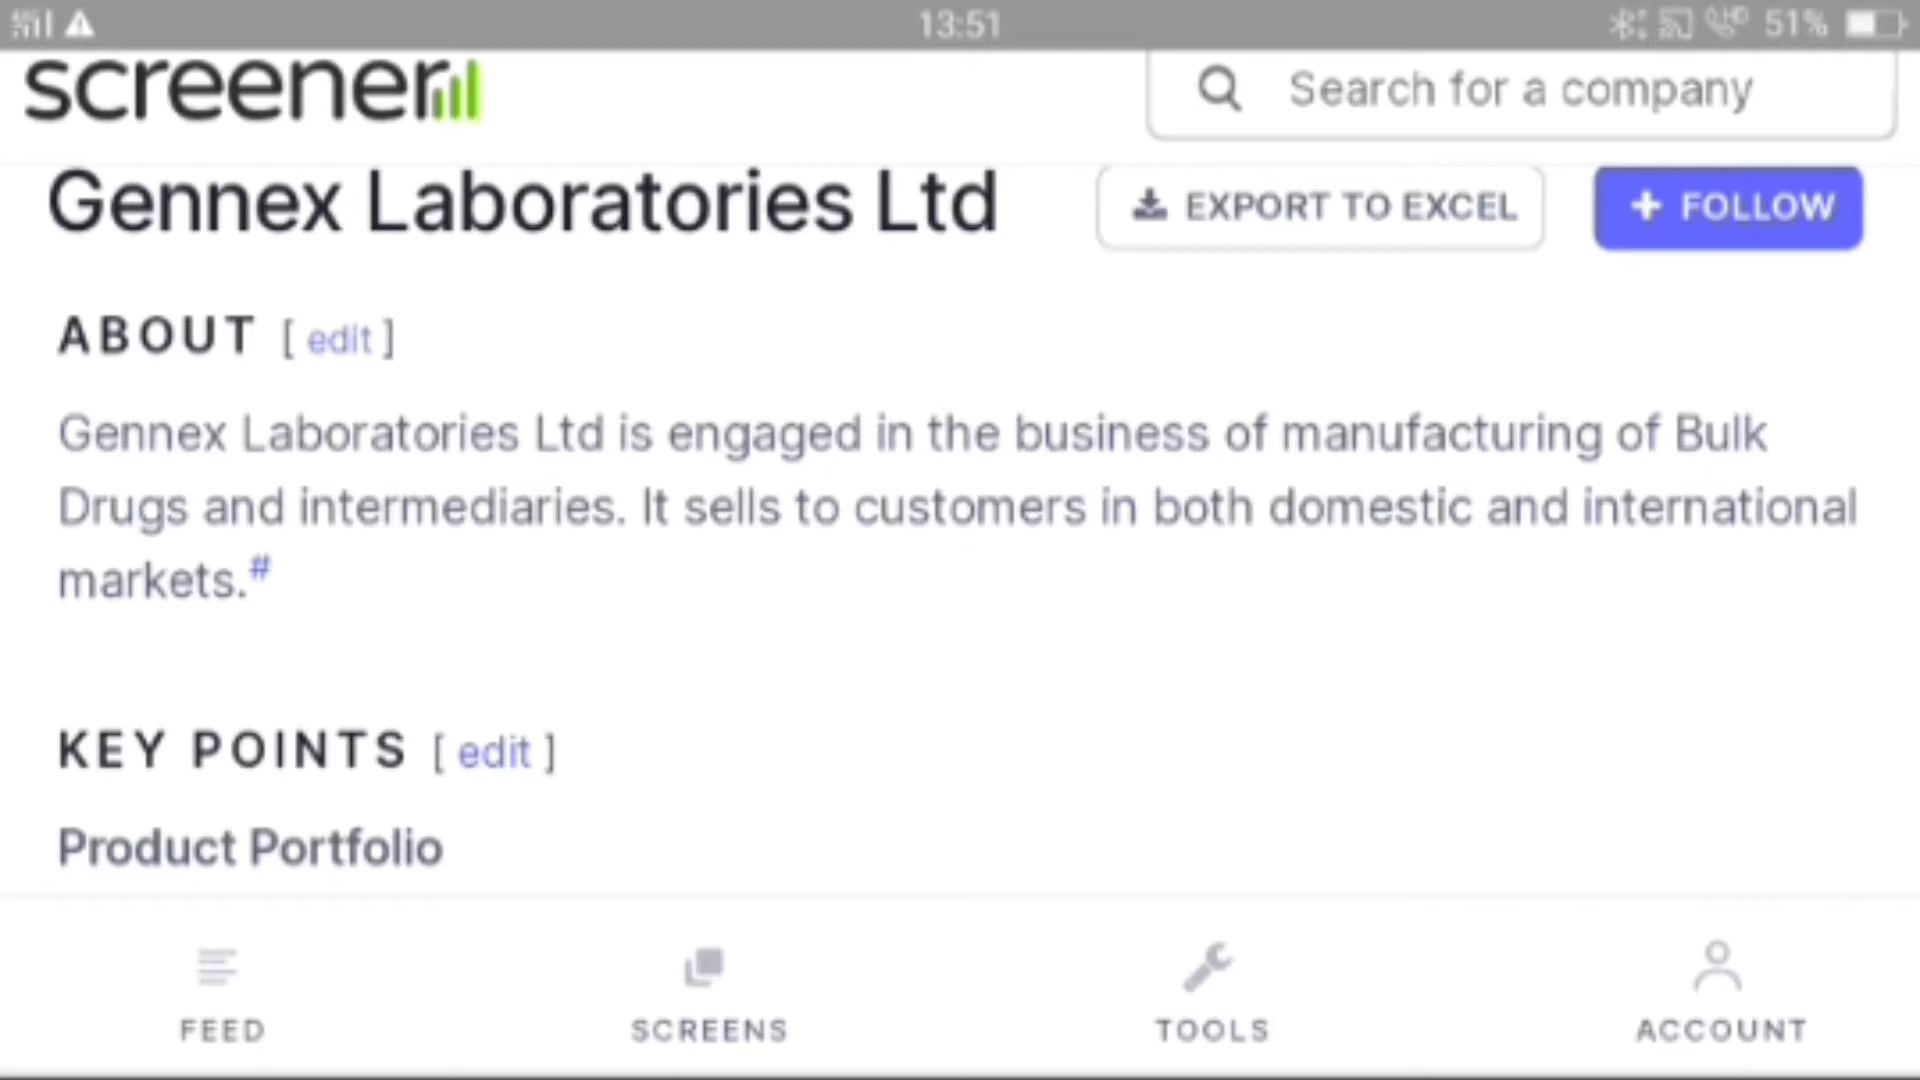 13:51
51%
screener
Search for a company
Gennex Laboratories Ltd
EXPORT TO EXCEL
+ FOLLOW
ABOUT [ edit ]
Gennex Laboratories Ltd is engaged in the business of manufacturing of Bulk
Drugs and intermediaries. It sells to customers in both domestic and international
markets.#
KEY POINTS [ edit ]
Product Portfolio
FEED
SCREENS
TOOLS
ACCOUNT